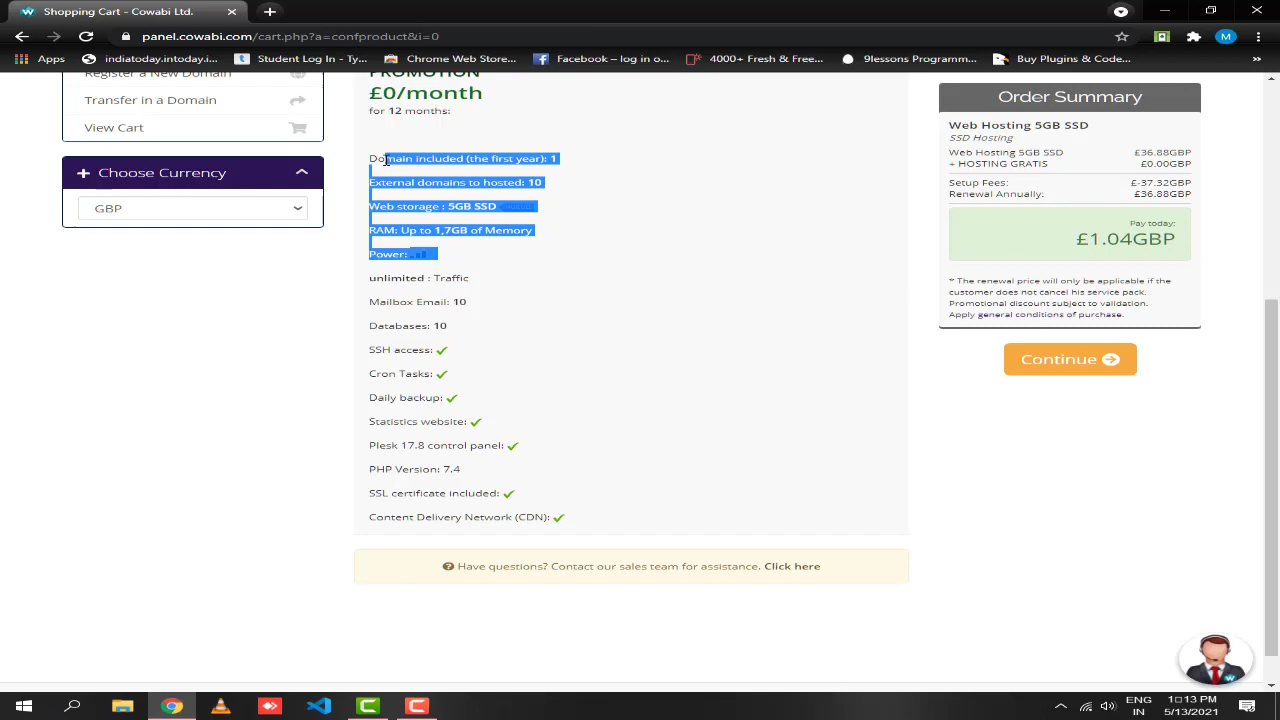 Shopping Cart - Cowabi Ltd.
panel.cowabi.com/cart.php?a=confproduct&i=0
Apps
indiatoday.intoday.i...
Student Log In - Ty...
Chrome Web Store...
Facebook – log in o...
4000+ Fresh & Free...
9lessons Programm...
Buy Plugins & Code...
»
Register a New Domain
Transfer in a Domain
View Cart
Choose Currency
GBP
PROMOTION
£0/month
for 12 months:
Domain included (the first year): 1
External domains to hosted: 10
Web storage : 5GB SSD
RAM: Up to 1,7GB of Memory
Power:
unlimited : Traffic
Mailbox Email: 10
Databases: 10
SSH access:
Cron Tasks:
Daily backup:
Statistics website:
Plesk 17.8 control panel:
PHP Version: 7.4
SSL certificate included:
Content Delivery Network (CDN):
Have questions? Contact our sales team for assistance. Click here
Order Summary
Web Hosting 5GB SSD
SSD Hosting
Web Hosting 5GB SSD £36.88GBP
+ HOSTING GRATIS £0.00GBP
Setup Fees: £-37.32GBP
Renewal Annually: £36.88GBP
Pay today:
£1.04GBP
* The renewal price will only be applicable if the
customer does not cancel his service pack.
Promotional discount subject to validation.
Apply general conditions of purchase.
Continue
ENG
IN
10:13 PM
5/13/2021